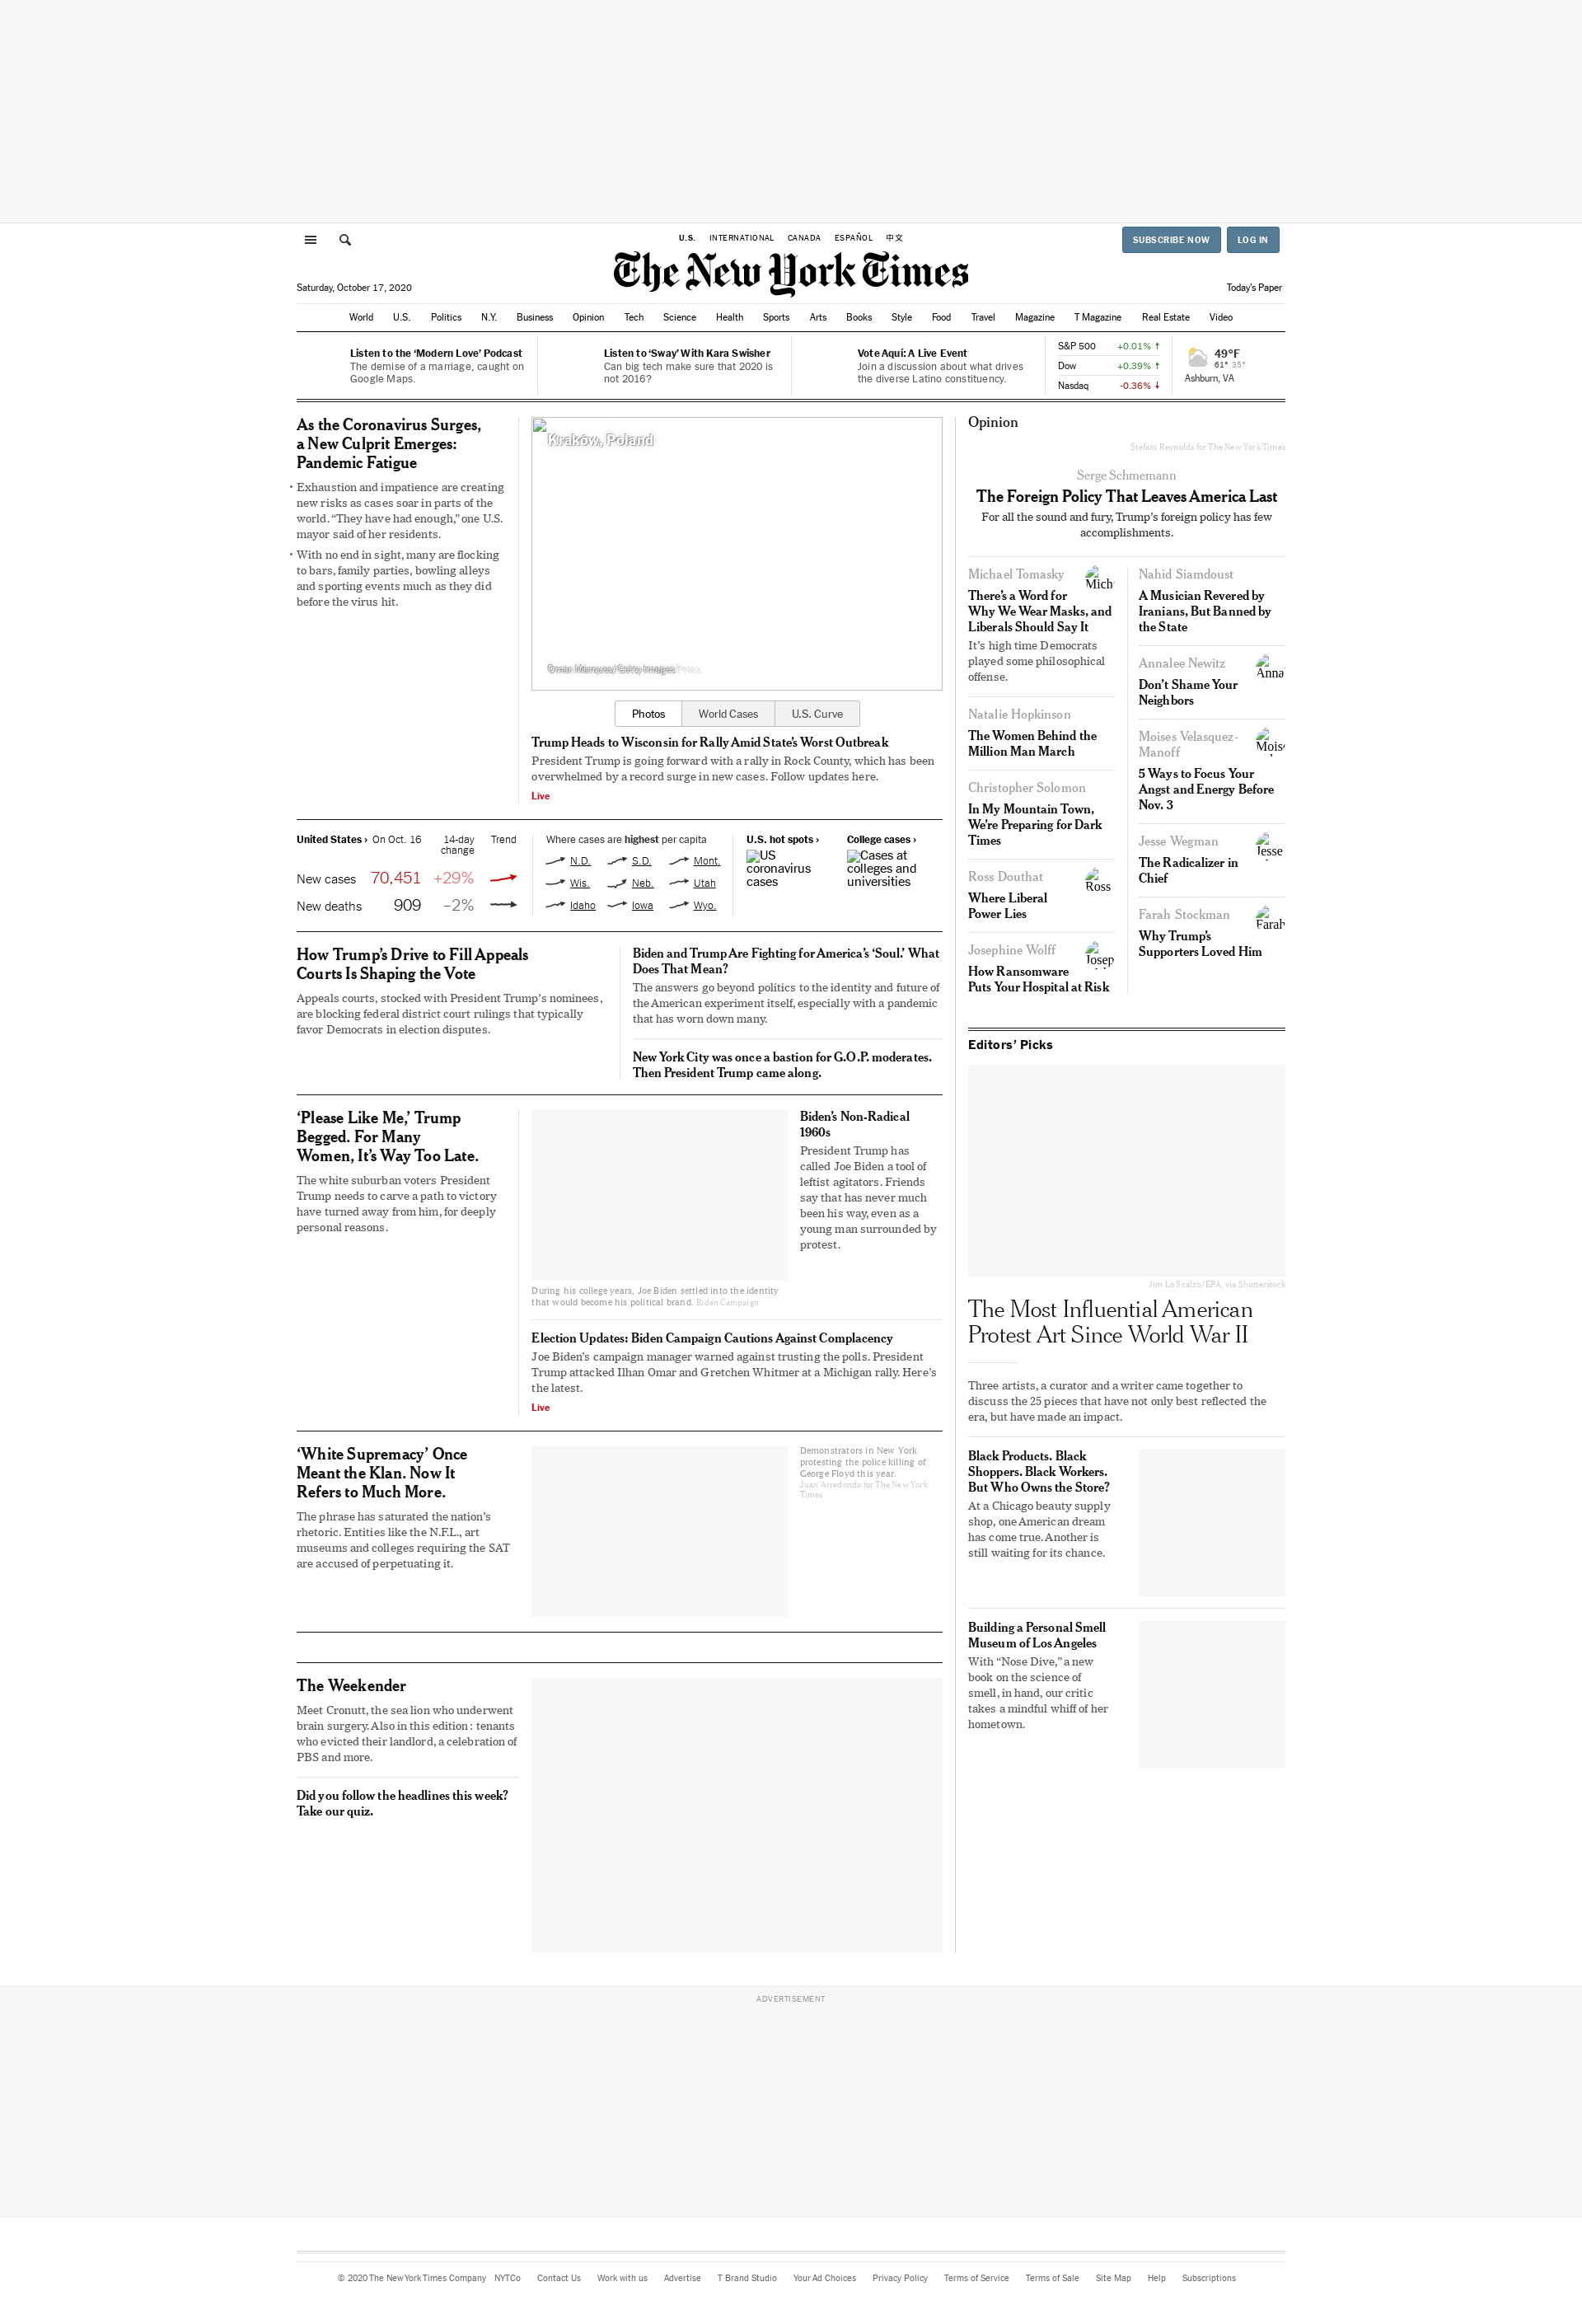 U.S. INTERNATIONAL CANADA ESPAÑOL 中文
SUBSCRIBE NOW LOG IN
The New York Times
Saturday, October 17, 2020
Today's Paper
World U.S. Politics N.Y. Business Opinion Tech Science Health Sports Arts Books Style Food Travel Magazine T Magazine Real Estate Video
Listen to the ‘Modern Love’ Podcast
The demise of a marriage, caught on
Google Maps.
Listen to ‘Sway’ With Kara Swisher
Can big tech make sure that 2020 is
not 2016?
Vote Aquí: A Live Event
Join a discussion about what drives
the diverse Latino constituency.
S&P 500 +0.01% ↑
Dow +0.39% ↑
Nasdaq -0.36% ↓
49°F
61° 35°
Ashburn, VA
As the Coronavirus Surges,
a New Culprit Emerges:
Pandemic Fatigue
• Exhaustion and impatience are creating
new risks as cases soar in parts of the
world. “They have had enough,” one U.S.
mayor said of her residents.
• With no end in sight, many are flocking
to bars, family parties, bowling alleys
and sporting events much as they did
before the virus hit.
Kraków, Poland
Omar Marques/Getty Images
Photos World Cases U.S. Curve
Trump Heads to Wisconsin for Rally Amid State’s Worst Outbreak
President Trump is going forward with a rally in Rock County, which has been
overwhelmed by a record surge in new cases. Follow updates here.
Live
United States › On Oct. 16 14-day
change Trend
New cases 70,451 +29%
New deaths 909 –2%
Where cases are highest per capita
N.D. S.D. Mont.
Wis. Neb. Utah
Idaho Iowa Wyo.
U.S. hot spots ›
US
coronavirus
cases
College cases ›
Cases at
colleges and
universities
How Trump’s Drive to Fill Appeals
Courts Is Shaping the Vote
Appeals courts, stocked with President Trump’s nominees,
are blocking federal district court rulings that typically
favor Democrats in election disputes.
Biden and Trump Are Fighting for America’s ‘Soul.’ What
Does That Mean?
The answers go beyond politics to the identity and future of
the American experiment itself, especially with a pandemic
that has worn down many.
New York City was once a bastion for G.O.P. moderates.
Then President Trump came along.
‘Please Like Me,’ Trump
Begged. For Many
Women, It’s Way Too Late.
The white suburban voters President
Trump needs to carve a path to victory
have turned away from him, for deeply
personal reasons.
During his college years, Joe Biden settled into the identity
that would become his political brand. Biden Campaign
Biden’s Non-Radical
1960s
President Trump has
called Joe Biden a tool of
leftist agitators. Friends
say that has never much
been his way, even as a
young man surrounded by
protest.
Election Updates: Biden Campaign Cautions Against Complacency
Joe Biden’s campaign manager warned against trusting the polls. President
Trump attacked Ilhan Omar and Gretchen Whitmer at a Michigan rally. Here’s
the latest.
Live
‘White Supremacy’ Once
Meant the Klan. Now It
Refers to Much More.
The phrase has saturated the nation’s
rhetoric. Entities like the N.F.L., art
museums and colleges requiring the SAT
are accused of perpetuating it.
Demonstrators in New York
protesting the police killing of
George Floyd this year.
Juan Arredondo for The New York
Times
The Weekender
Meet Cronutt, the sea lion who underwent
brain surgery. Also in this edition: tenants
who evicted their landlord, a celebration of
PBS and more.
Did you follow the headlines this week?
Take our quiz.
Opinion
Stefani Reynolds for The New York Times
Serge Schmemann
The Foreign Policy That Leaves America Last
For all the sound and fury, Trump’s foreign policy has few
accomplishments.
Michael Tomasky
Mich
There’s a Word for
Why We Wear Masks, and
Liberals Should Say It
It’s high time Democrats
played some philosophical
offense.
Natalie Hopkinson
The Women Behind the
Million Man March
Christopher Solomon
In My Mountain Town,
We’re Preparing for Dark
Times
Ross Douthat
Ross
Where Liberal
Power Lies
Josephine Wolff
Josep
How Ransomware
Puts Your Hospital at Risk
Nahid Siamdoust
A Musician Revered by
Iranians, But Banned by
the State
Annalee Newitz
Anna
Don’t Shame Your
Neighbors
Moises Velasquez-
Manoff
Mois
5 Ways to Focus Your
Angst and Energy Before
Nov. 3
Jesse Wegman
Jesse
The Radicalizer in
Chief
Farah Stockman
Farah
Why Trump’s
Supporters Loved Him
Editors’ Picks
Jim Lo Scalzo/EPA, via Shutterstock
The Most Influential American
Protest Art Since World War II
Three artists, a curator and a writer came together to
discuss the 25 pieces that have not only best reflected the
era, but have made an impact.
Black Products. Black
Shoppers. Black Workers.
But Who Owns the Store?
At a Chicago beauty supply
shop, one American dream
has come true. Another is
still waiting for its chance.
Building a Personal Smell
Museum of Los Angeles
With “Nose Dive,” a new
book on the science of
smell, in hand, our critic
takes a mindful whiff of her
hometown.
ADVERTISEMENT
© 2020 The New York Times Company NYTCo Contact Us Work with us Advertise T Brand Studio Your Ad Choices Privacy Policy Terms of Service Terms of Sale Site Map Help Subscriptions